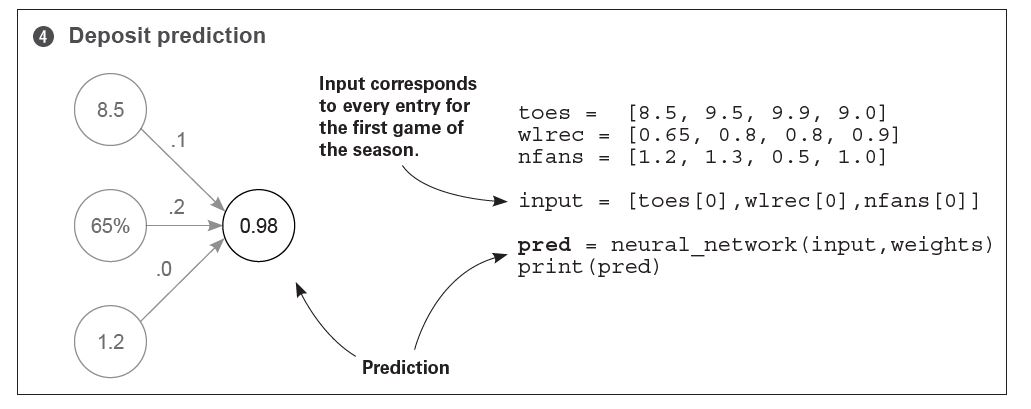 4 Deposit prediction
8.5
.1
65%
.2
0.98
.0
1.2
Input corresponds
to every entry for
the first game of
the season.
toes = [8.5, 9.5, 9.9, 9.0]
wlrec = [0.65, 0.8, 0.8, 0.9]
nfans = [1.2, 1.3, 0.5, 1.0]
input = [toes[0],wlrec[0],nfans[0]]
pred = neural_network(input,weights)
print(pred)
Prediction